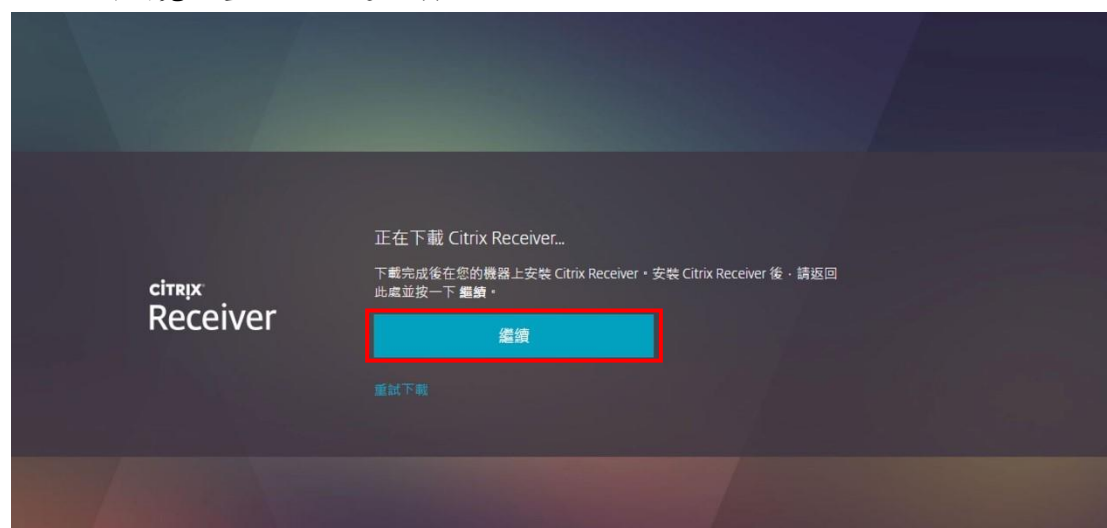 正在下載 Citrix Receiver...
下載完成後在您的機器上安裝 Citrix Receiver。安裝 Citrix Receiver 後，請返回
此處並按一下 繼續。
CITRIX
Receiver
繼續
重試下載